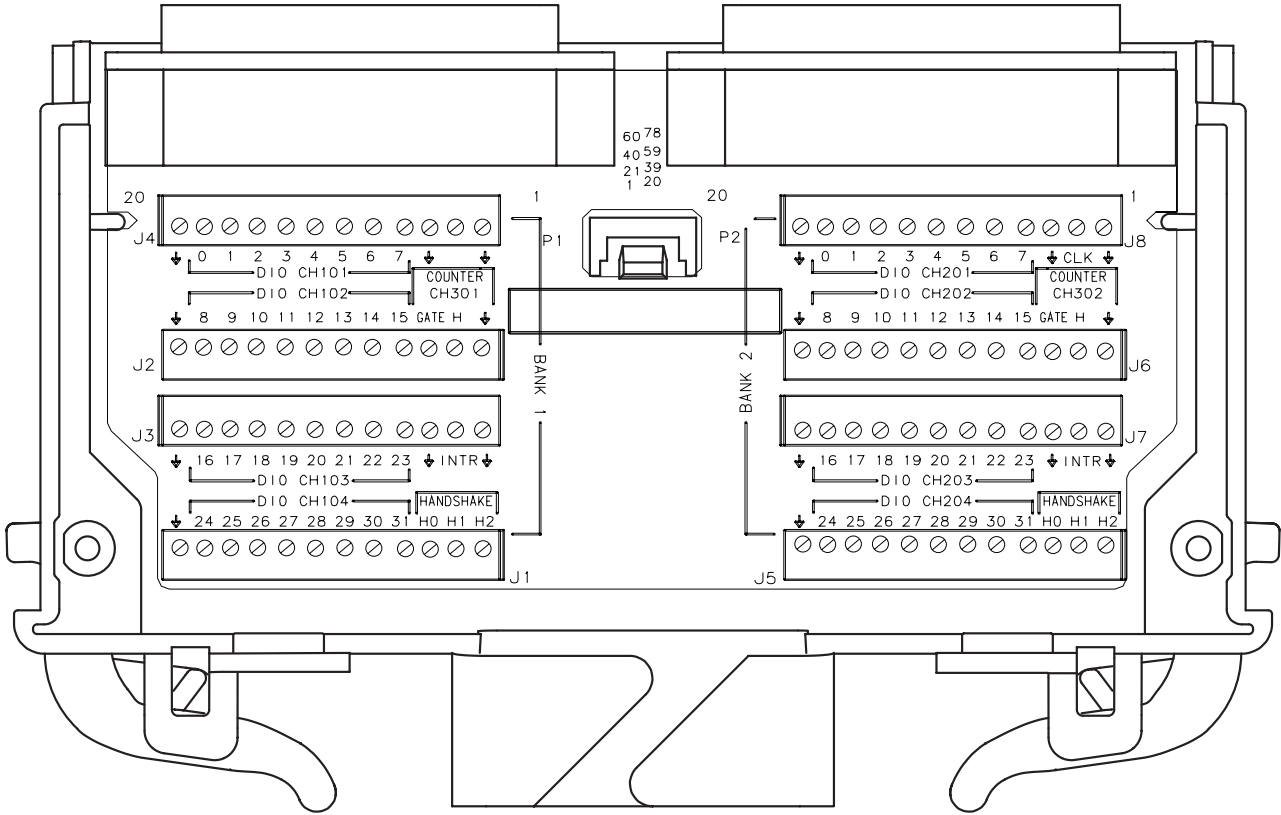 60 78
40 59
21 39
1 20
20 1 20 1
J4 P1 P2 J8
0 1 2 3 4 5 6 7 0 1 2 3 4 5 6 7 CLK
DIO CH101 COUNTER DIO CH201 COUNTER
DIO CH102 CH301 DIO CH202 CH302
8 9 10 11 12 13 14 15 GATE H 8 9 10 11 12 13 14 15 GATE H
J2 J6
BANK 1
BANK 2
J3 J7
16 17 18 19 20 21 22 23 INTR 16 17 18 19 20 21 22 23 INTR
DIO CH103 DIO CH203
DIO CH104 HANDSHAKE DIO CH204 HANDSHAKE
24 25 26 27 28 29 30 31 H0 H1 H2 24 25 26 27 28 29 30 31 H0 H1 H2
J1 J5